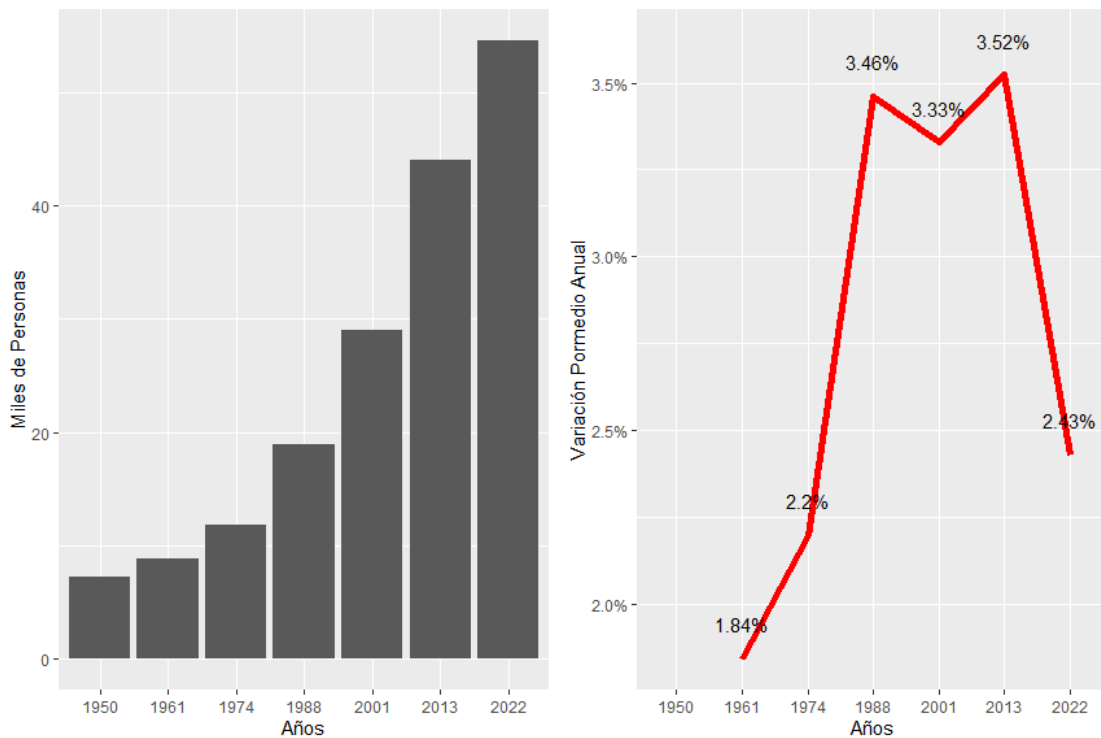 Miles de Personas
40
20
0
1950 1961 1974 1988 2001 2013 2022
Años
Variación Pormedio Anual
3.5%
3.0%
2.5%
2.0%
1.84%
2.2%
3.46%
3.33%
3.52%
2.43%
1950 1961 1974 1988 2001 2013 2022
Años